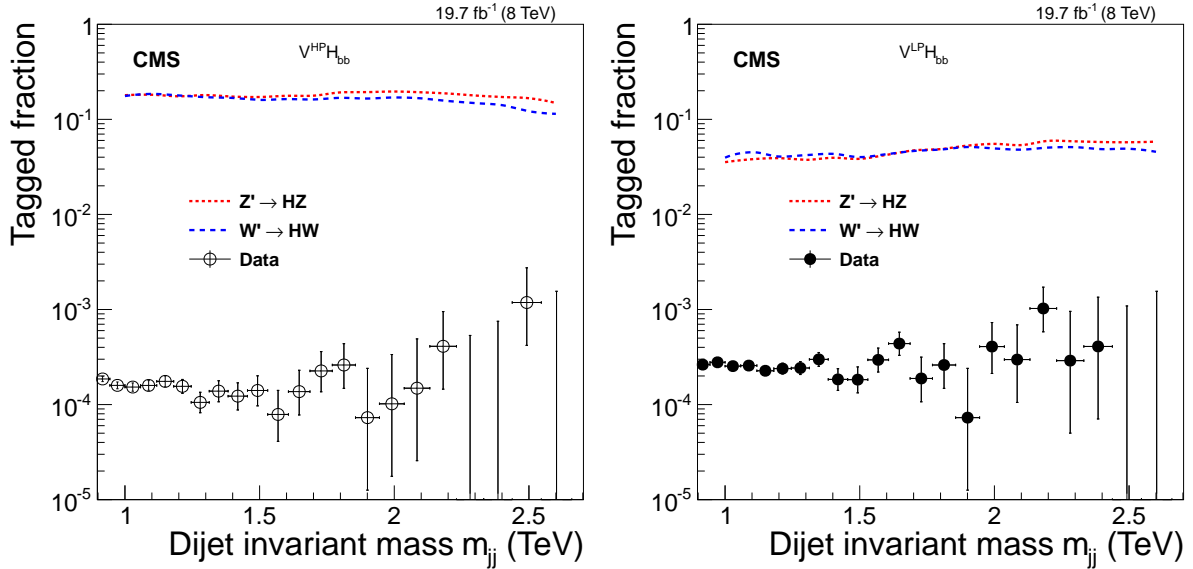 19.7 fb⁻¹ (8 TeV)
CMS
V^HP H_bb
Tagged fraction
1
10⁻¹
10⁻²
10⁻³
10⁻⁴
10⁻⁵
Z' → HZ
W' → HW
Data
1 1.5 2 2.5
Dijet invariant mass m_jj (TeV)
19.7 fb⁻¹ (8 TeV)
CMS
V^LP H_bb
Tagged fraction
1
10⁻¹
10⁻²
10⁻³
10⁻⁴
10⁻⁵
Z' → HZ
W' → HW
Data
1 1.5 2 2.5
Dijet invariant mass m_jj (TeV)